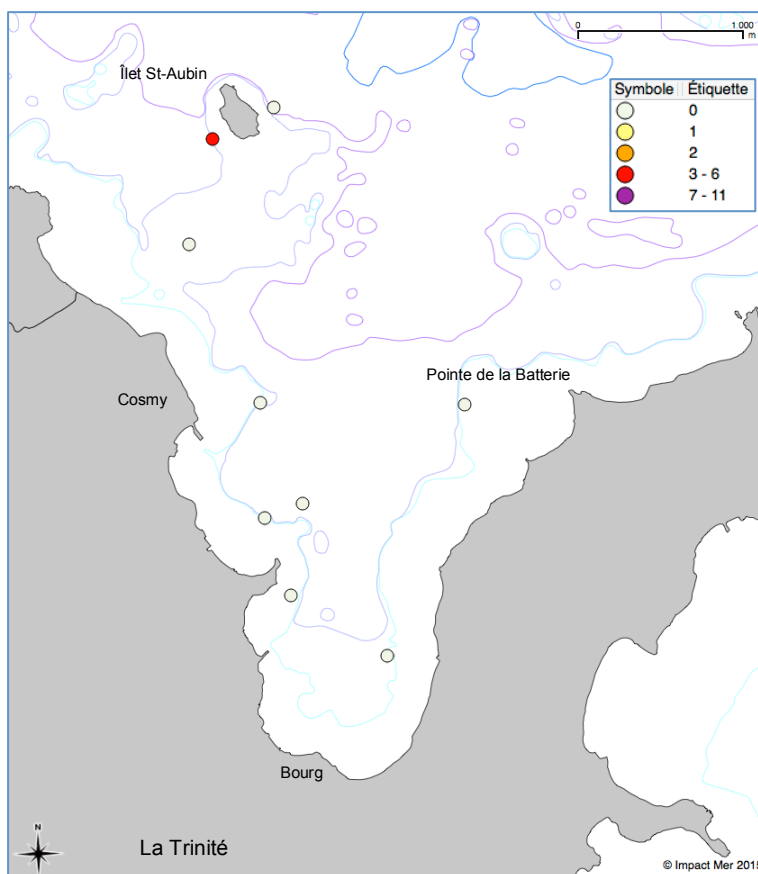 0 1 000
m
Îlet St-Aubin
Symbole Étiquette
0
1
2
3 - 6
7 - 11
Pointe de la Batterie
Cosmy
Bourg
N
La Trinité
© Impact Mer 2015